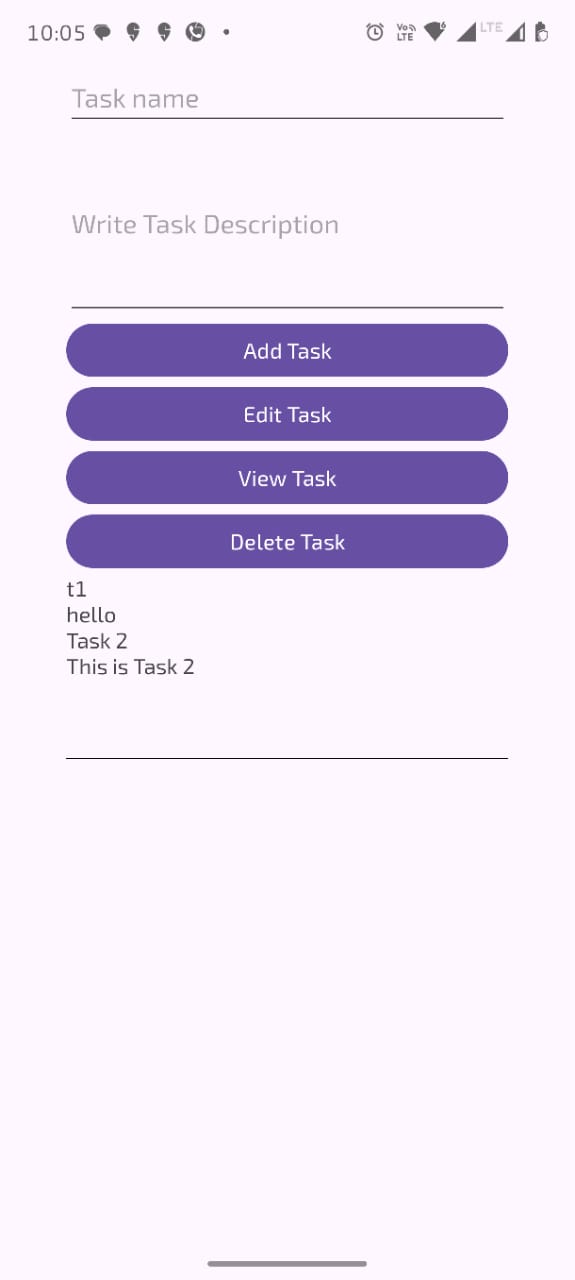 10:05
Vo
LTE
6
LTE
Task name
Write Task Description
Add Task
Edit Task
View Task
Delete Task
t1
hello
Task 2
This is Task 2